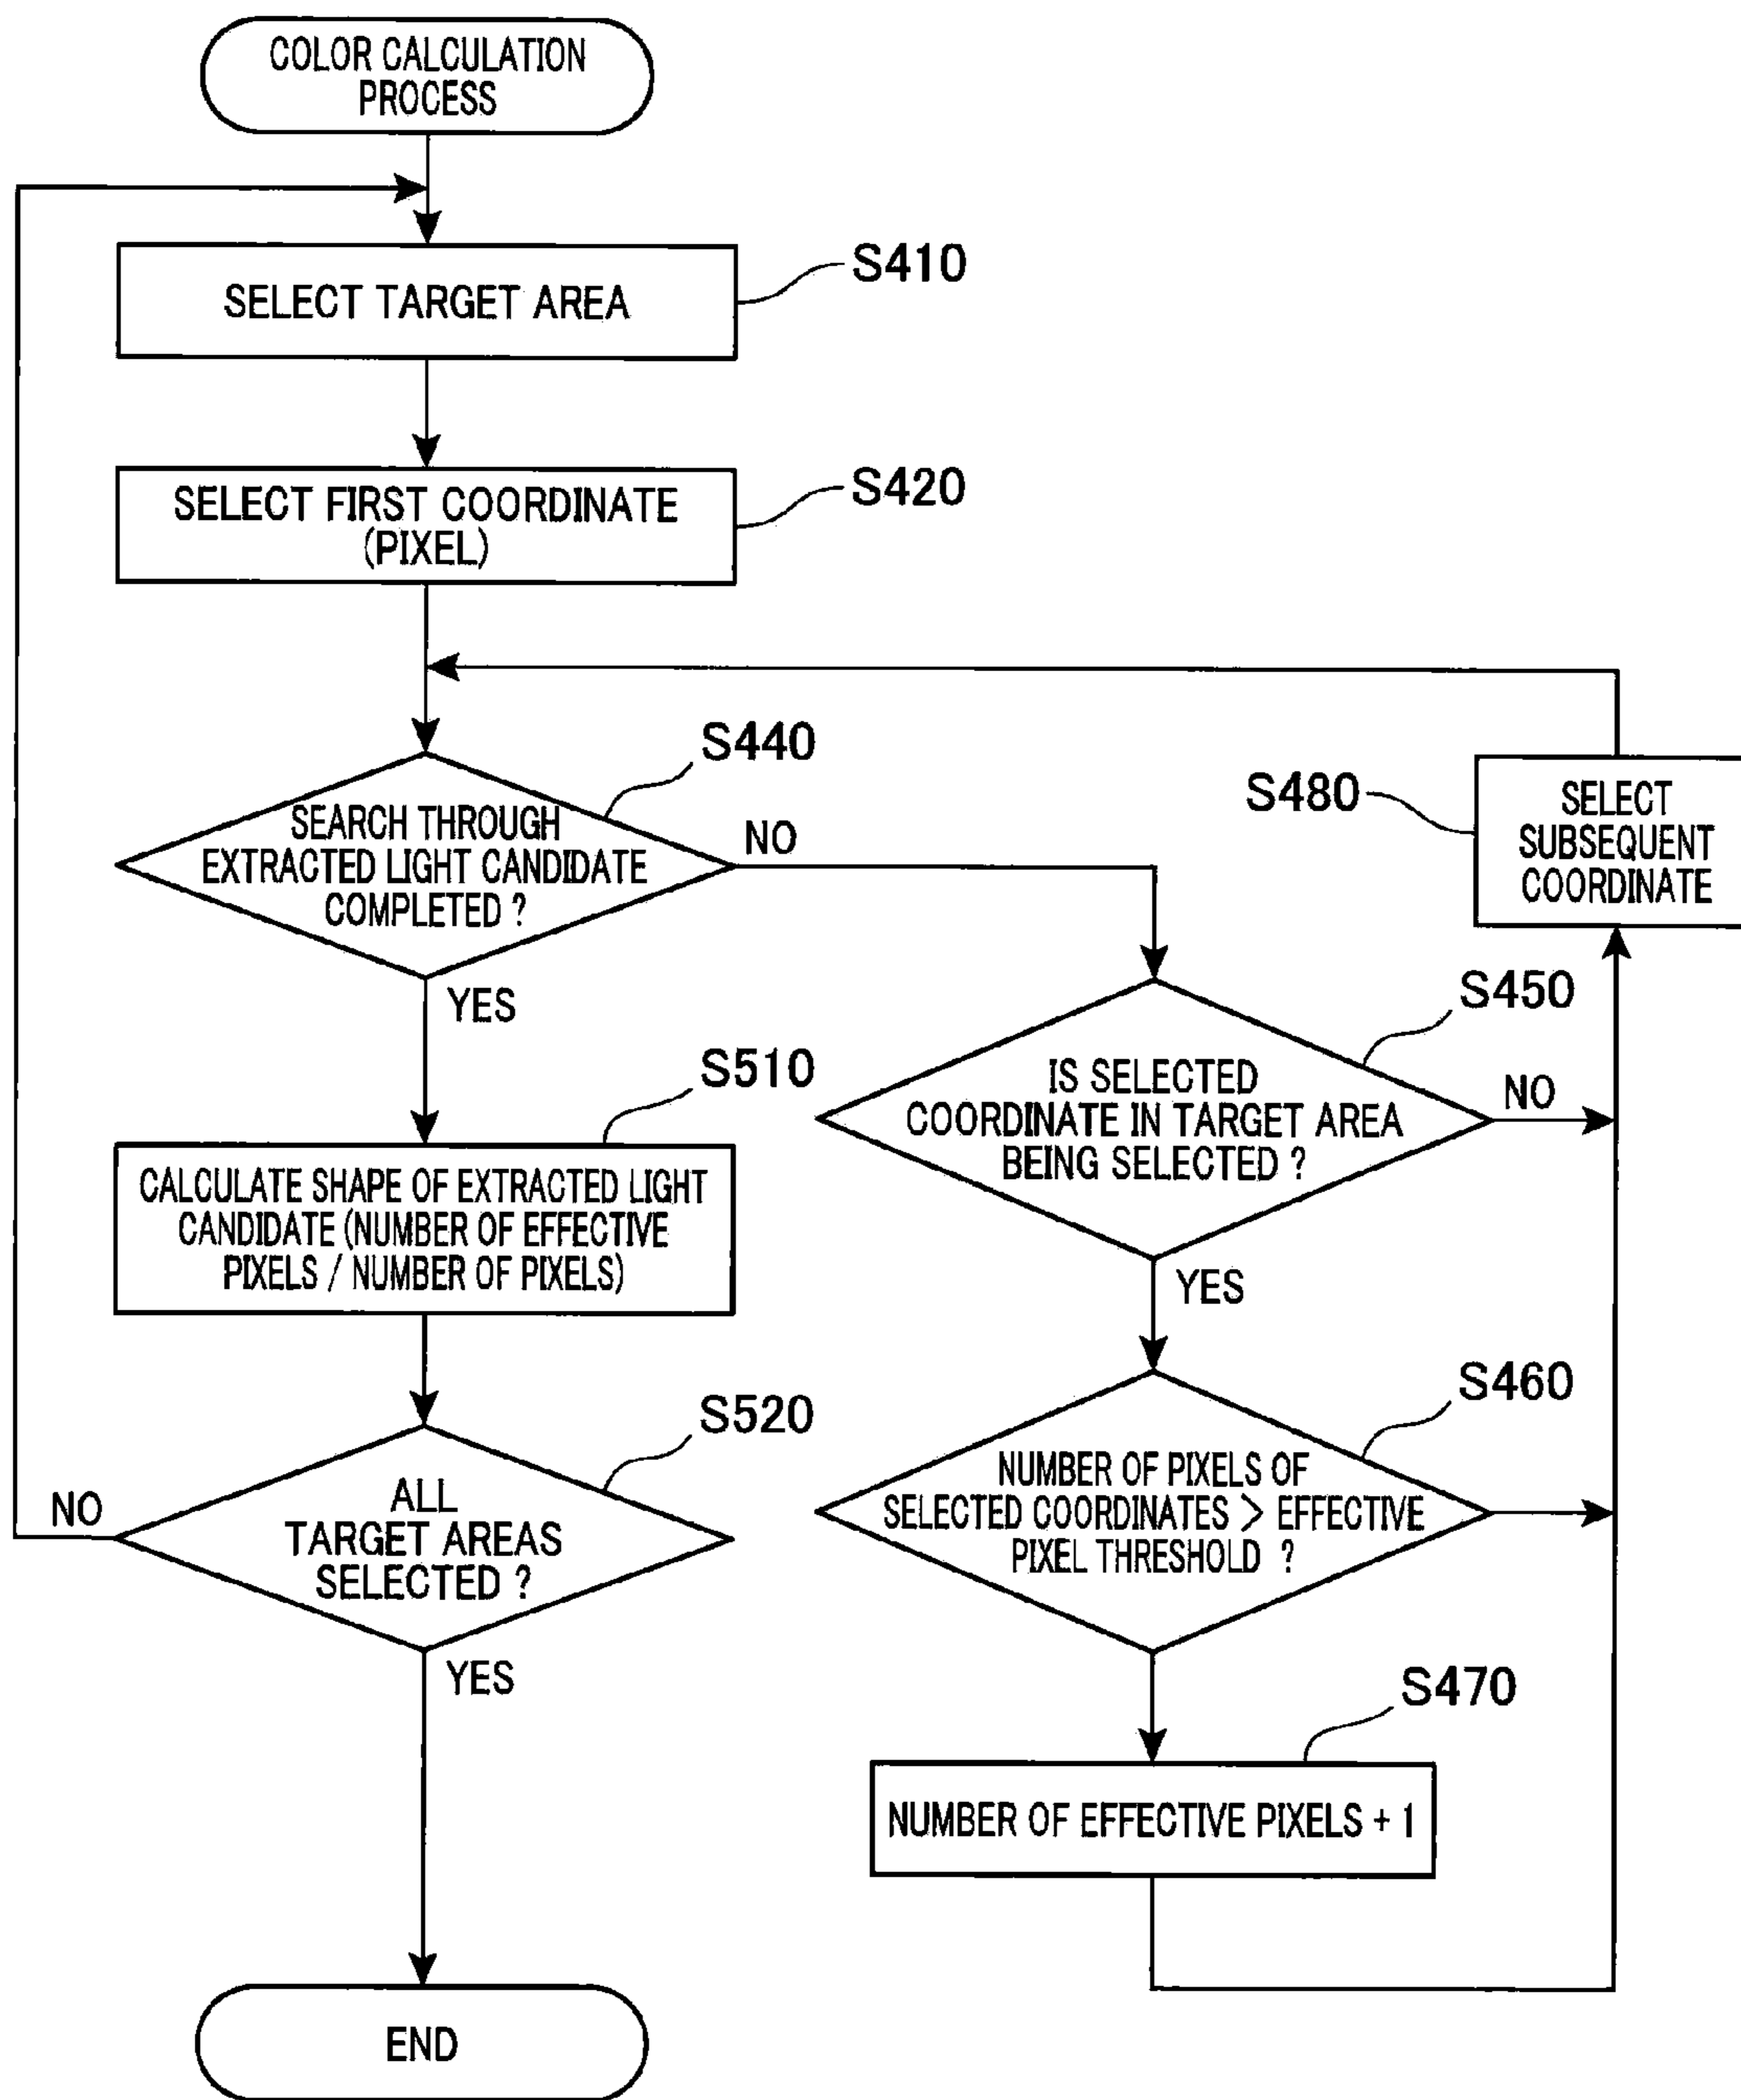 COLOR CALCULATION
PROCESS
S410
SELECT TARGET AREA
S420
SELECT FIRST COORDINATE
(PIXEL)
S440
SEARCH THROUGH
EXTRACTED LIGHT CANDIDATE
COMPLETED ?
NO
YES
S480
SELECT
SUBSEQUENT
COORDINATE
S450
IS SELECTED
COORDINATE IN TARGET AREA
BEING SELECTED ?
NO
YES
S510
CALCULATE SHAPE OF EXTRACTED LIGHT
CANDIDATE (NUMBER OF EFFECTIVE
PIXELS / NUMBER OF PIXELS)
S460
NUMBER OF PIXELS OF
SELECTED COORDINATES > EFFECTIVE
PIXEL THRESHOLD ?
S520
ALL
TARGET AREAS
SELECTED ?
NO
YES
S470
NUMBER OF EFFECTIVE PIXELS + 1
END